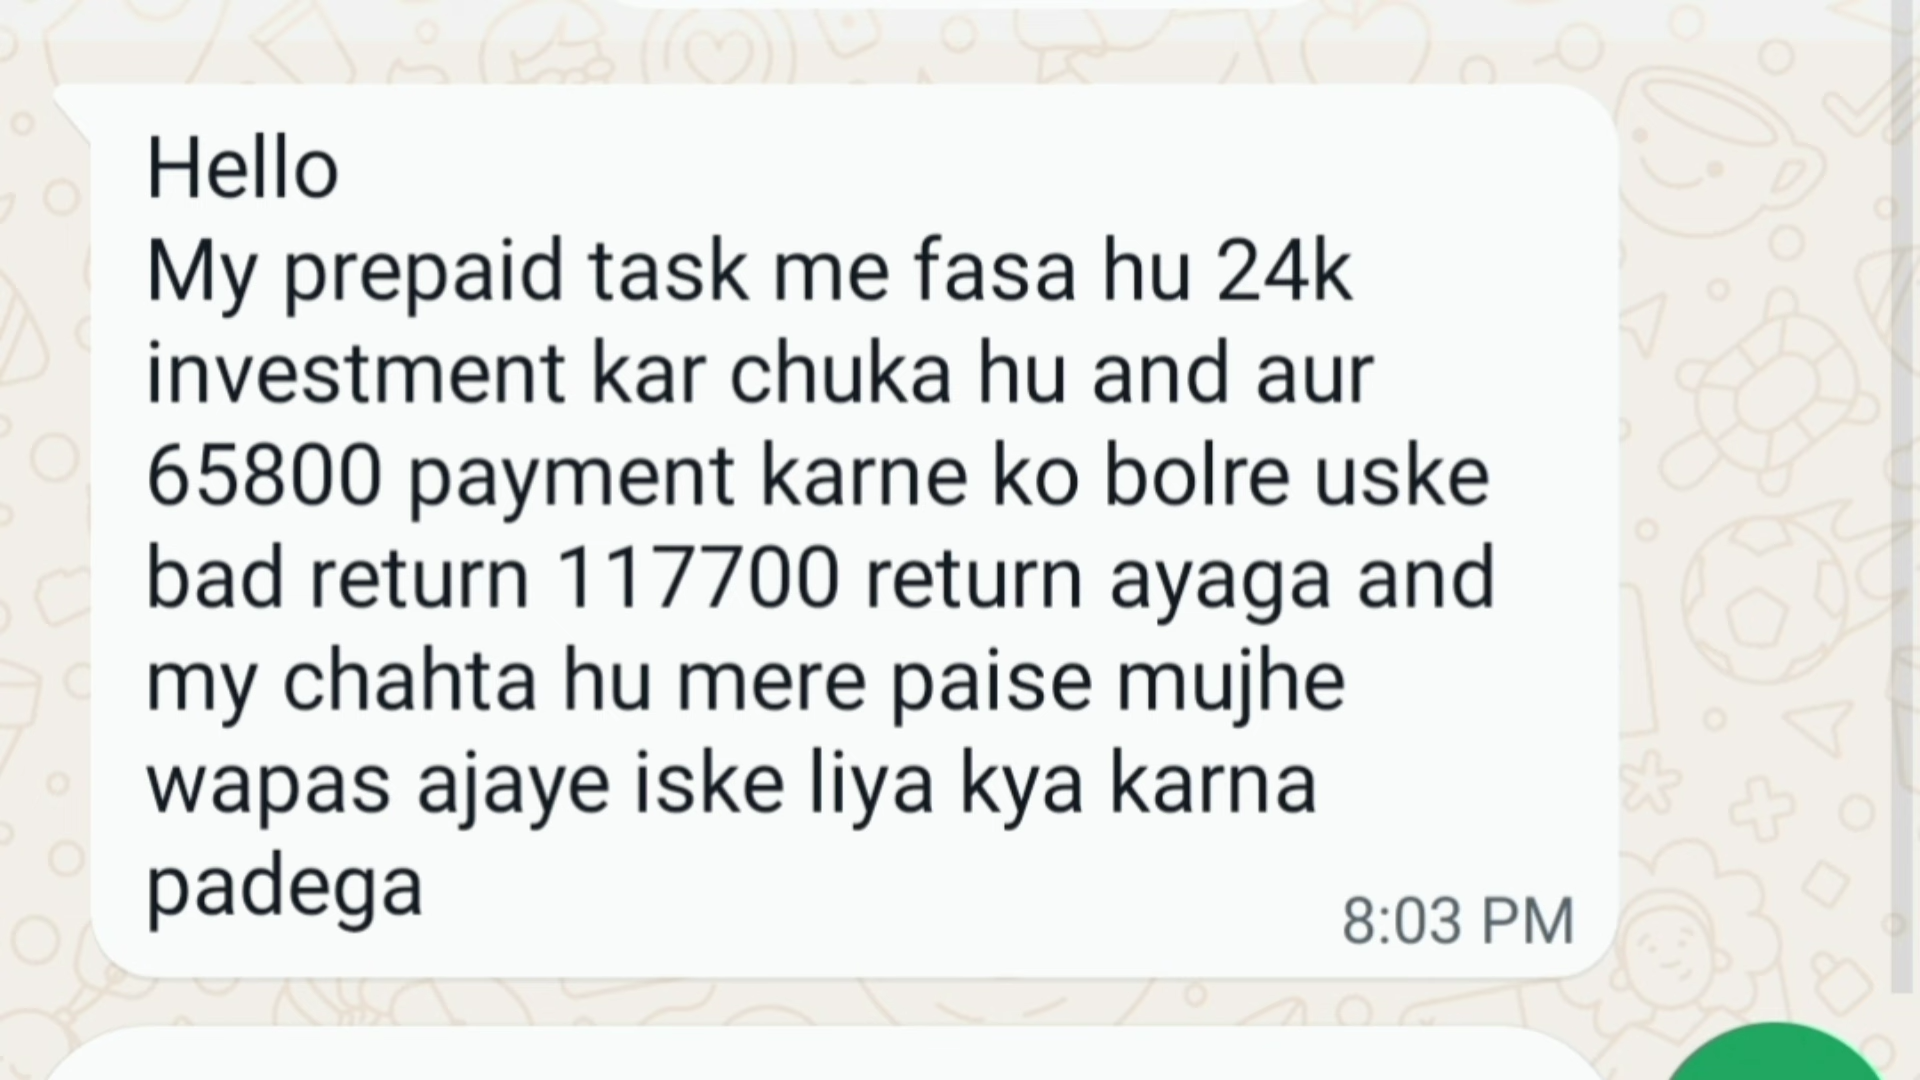 Hello
My prepaid task me fasa hu 24k
investment kar chuka hu and aur
65800 payment karne ko bolre uske
bad return 117700 return ayaga and
my chahta hu mere paise mujhe
wapas ajaye iske liya kya karna
padega
8:03 PM